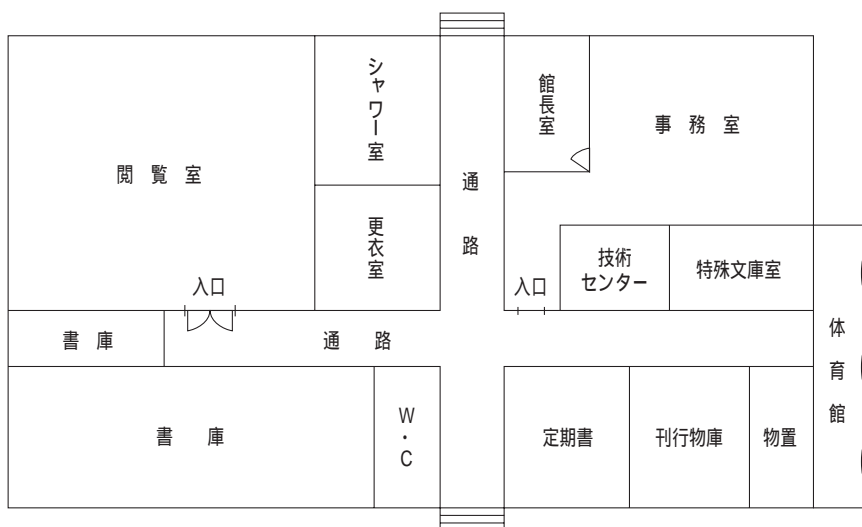 シャワー室
館長室
事務室
閲覧室
通路
更衣室
技術
センター
特殊文庫室
入口
入口
書庫
通路
体育館
書庫
W・C
定期書
刊行物庫
物置